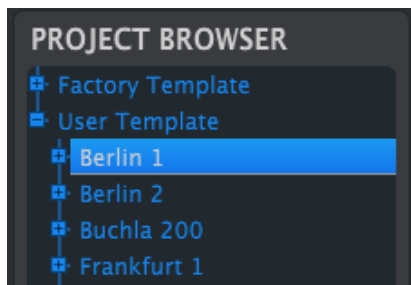 PROJECT BROWSER
Factory Template
User Template
Berlin 1
Berlin 2
Buchla 200
Frankfurt 1